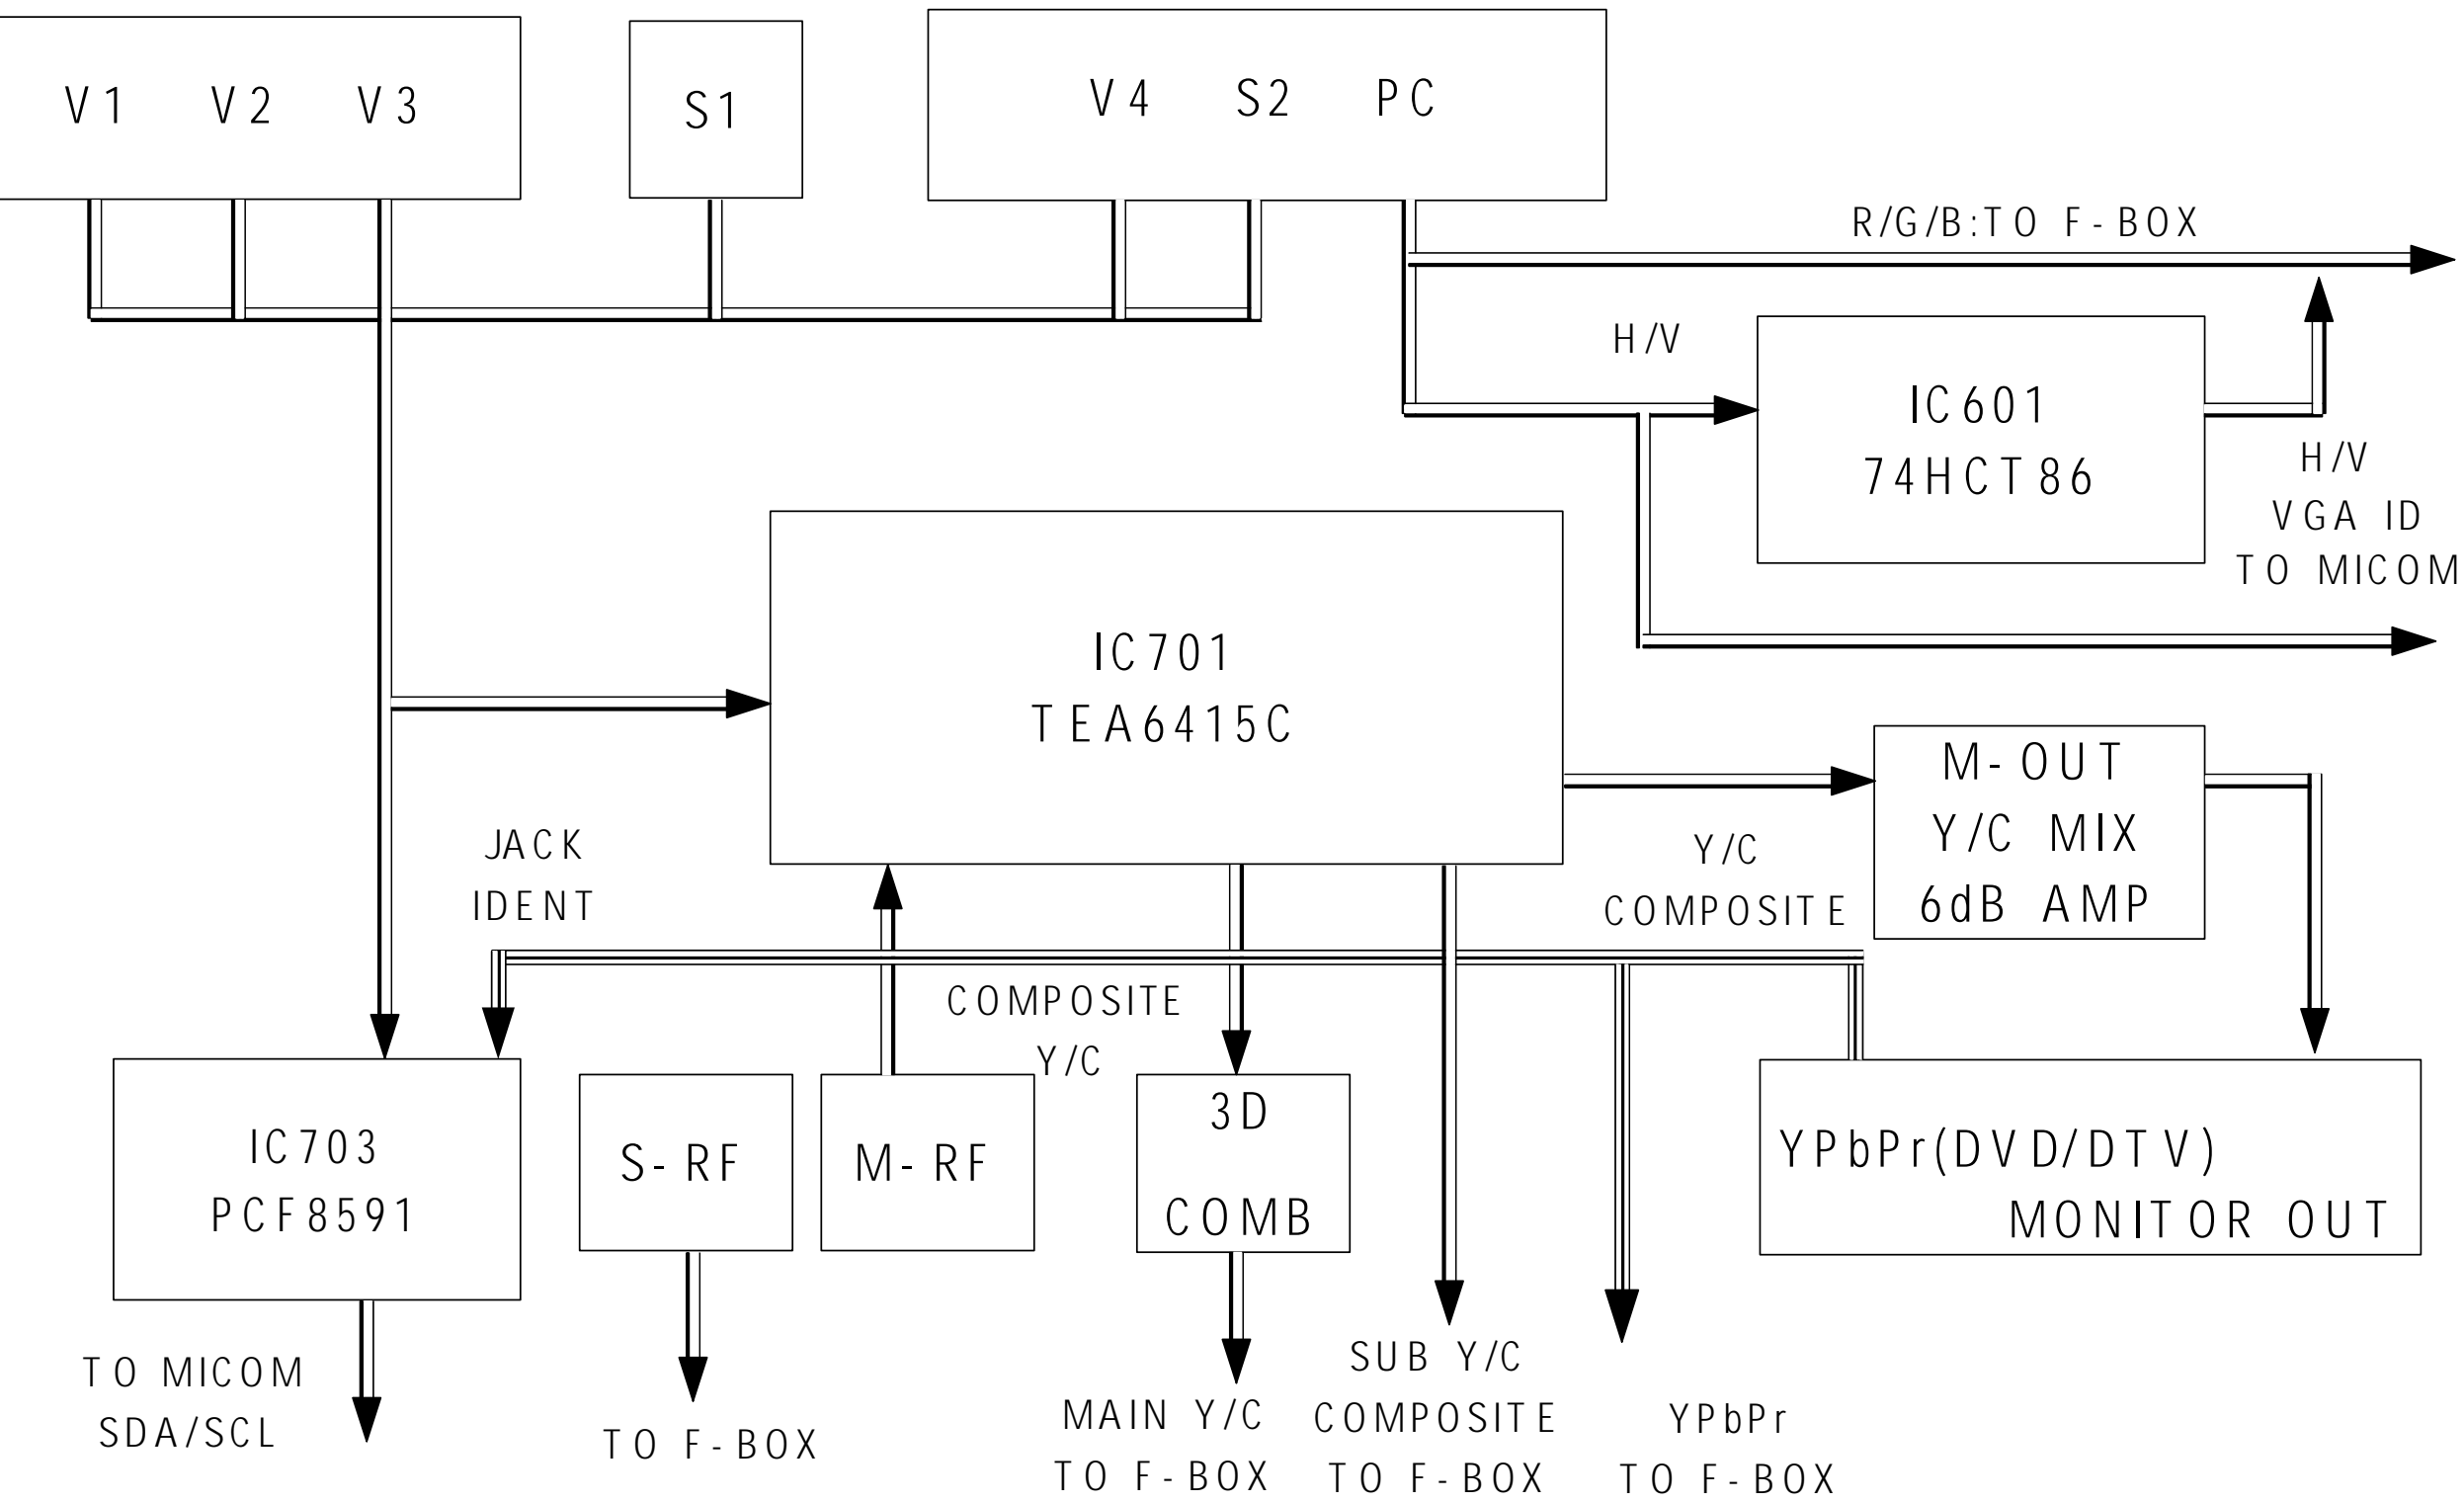 V1 V2 V3
S1
V4 S2 PC
R/G/B:TO F-BOX
H/V
IC601
74HCT86
H/V
VGA ID
TO MICOM
IC701
TEA6415C
M-OUT
Y/C MIX
6dB AMP
JACK
IDENT
Y/C
COMPOSITE
COMPOSITE
Y/C
IC703
PCF8591
S-RF
M-RF
3D
COMB
YPbPr(DVD/DTV)
MONITOR OUT
TO MICOM
SDA/SCL
TO F-BOX
MAIN Y/C
TO F-BOX
SUB Y/C
COMPOSITE
TO F-BOX
YPbPr
TO F-BOX